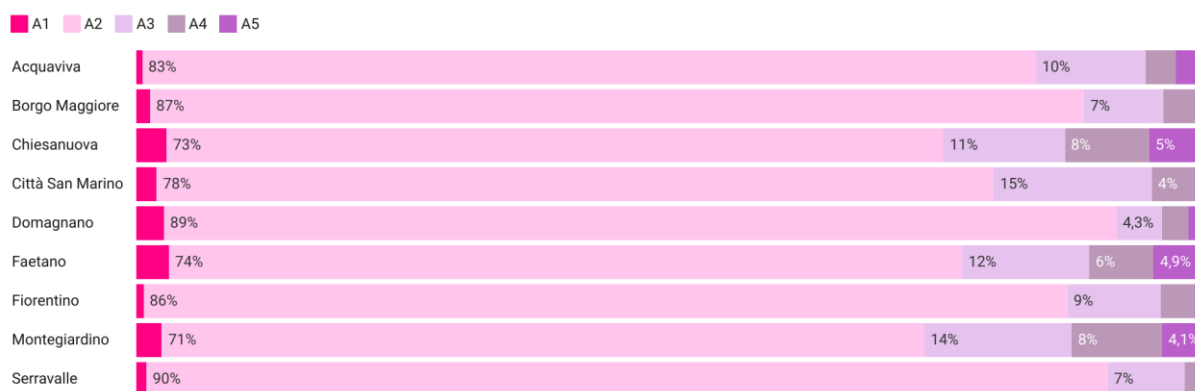 A1 A2 A3 A4 A5
Acquaviva 83% 10%
Borgo Maggiore 87% 7%
Chiesanuova 73% 11% 8% 5%
Città San Marino 78% 15% 4%
Domagnano 89% 4,3%
Faetano 74% 12% 6% 4,9%
Fiorentino 86% 9%
Montegiardino 71% 14% 8% 4,1%
Serravalle 90% 7%